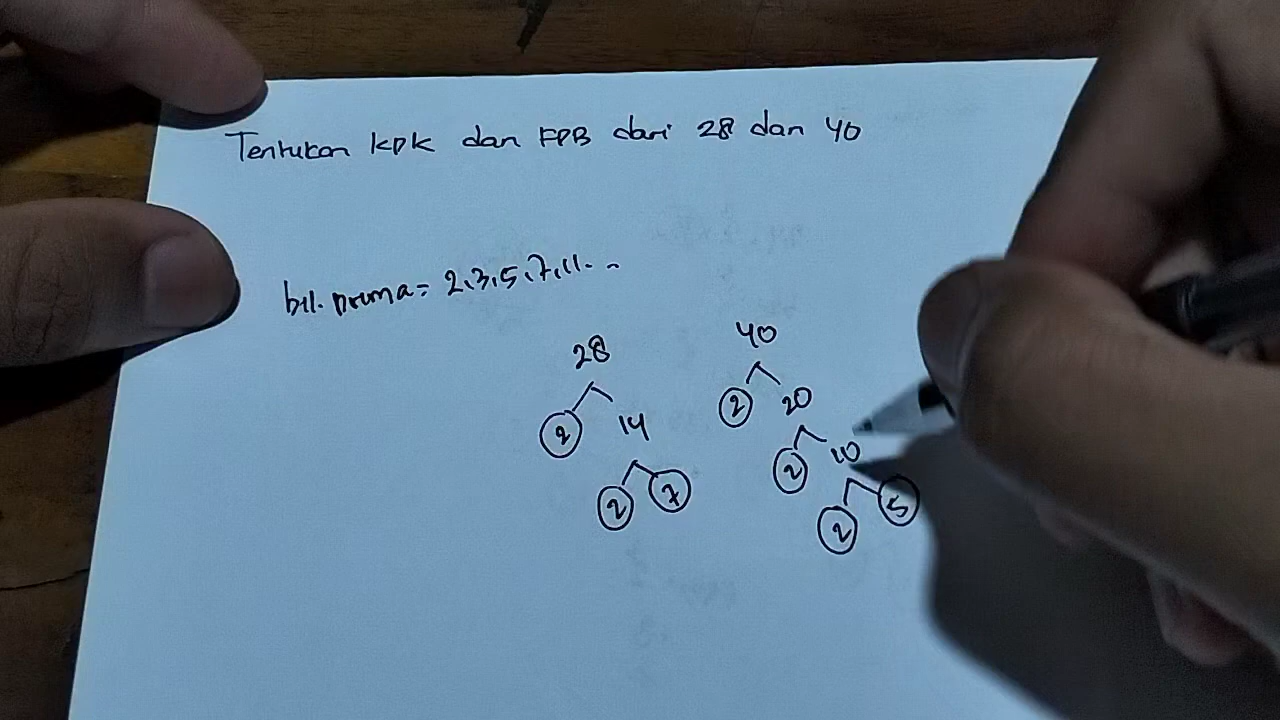 Tentukan KPK dan FPB dari 28 dan 40
bil. prima = 2,3,5,7,11. ..
28 40
2 14 2 20
2 7 2 10
2 5